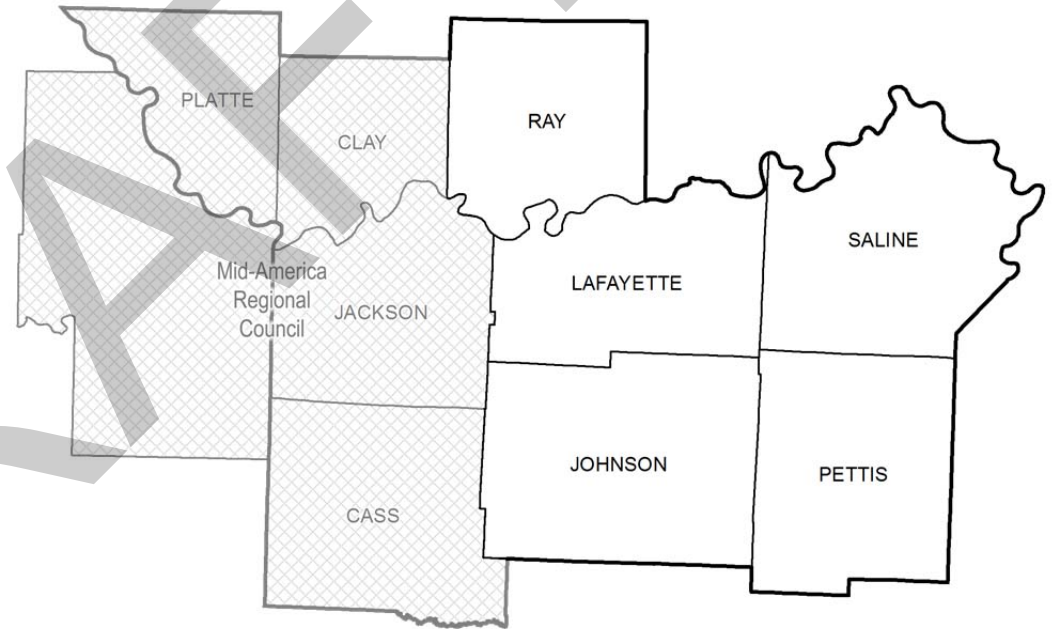 PLATTE
CLAY
RAY
SALINE
Mid-America
Regional
Council
JACKSON
LAFAYETTE
JOHNSON
PETTIS
CASS